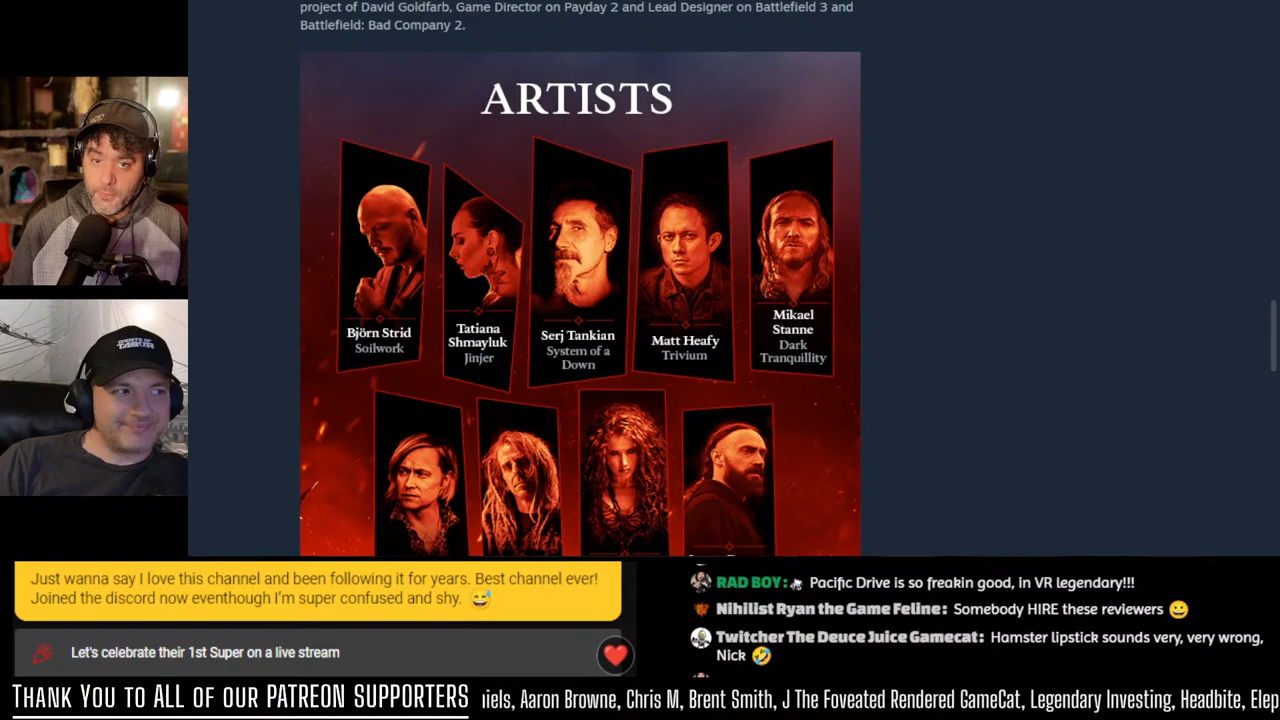 project of David Goldfarb, Game Director on Payday 2 and Lead Designer on Battlefield 3 and
Battlefield: Bad Company 2.
ARTISTS
Björn Strid
Soilwork
Tatiana
Shmayluk
Jinjer
Serj Tankian
System of a
Down
Matt Heafy
Trivium
Mikael
Stanne
Dark
Tranquillity
GHOSTS OF
TABOR
Just wanna say I love this channel and been following it for years. Best channel ever!
Joined the discord now eventhough I'm super confused and shy. 😅
Let's celebrate their 1st Super on a live stream
RAD BOY: Pacific Drive is so freakin good, in VR legendary!!!
Nihilist Ryan the Game Feline: Somebody HIRE these reviewers 😀
Twitcher The Deuce Juice Gamecat: Hamster lipstick sounds very, very wrong,
Nick 🤣
THANK YOU TO ALL OF OUR PATREON SUPPORTERS
iels, Aaron Browne, Chris M, Brent Smith, J The Foveated Rendered GameCat, Legendary Investing, Headbite, Elep